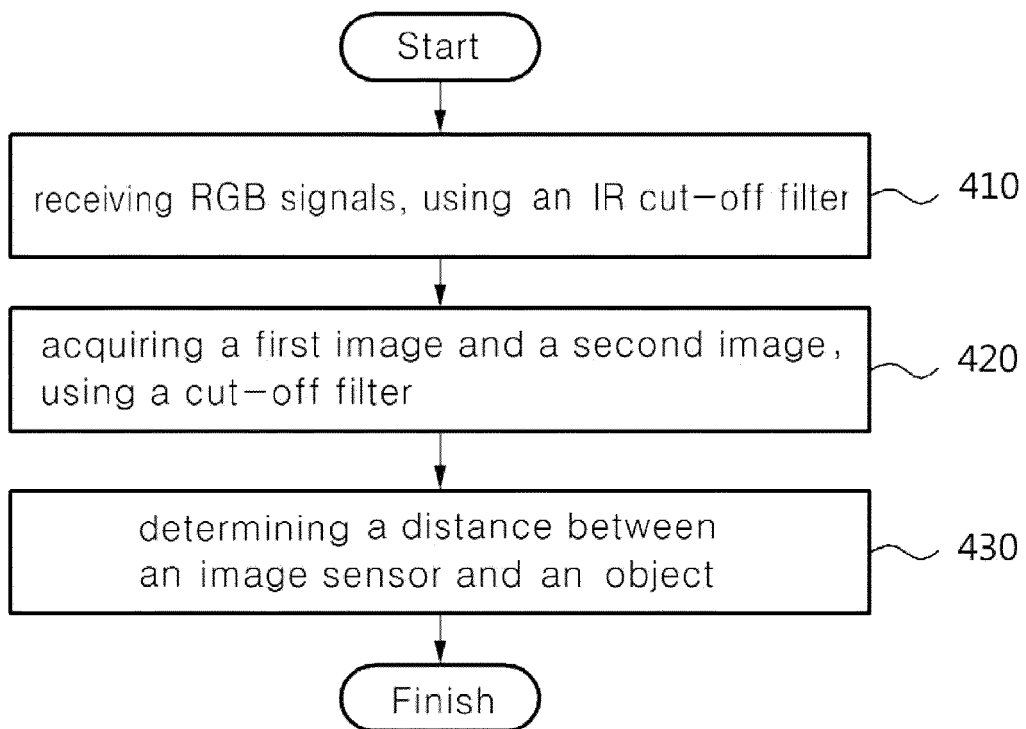 Start
receiving RGB signals, using an IR cut-off filter
410
acquiring a first image and a second image,
using a cut-off filter
420
determining a distance between
an image sensor and an object
430
Finish